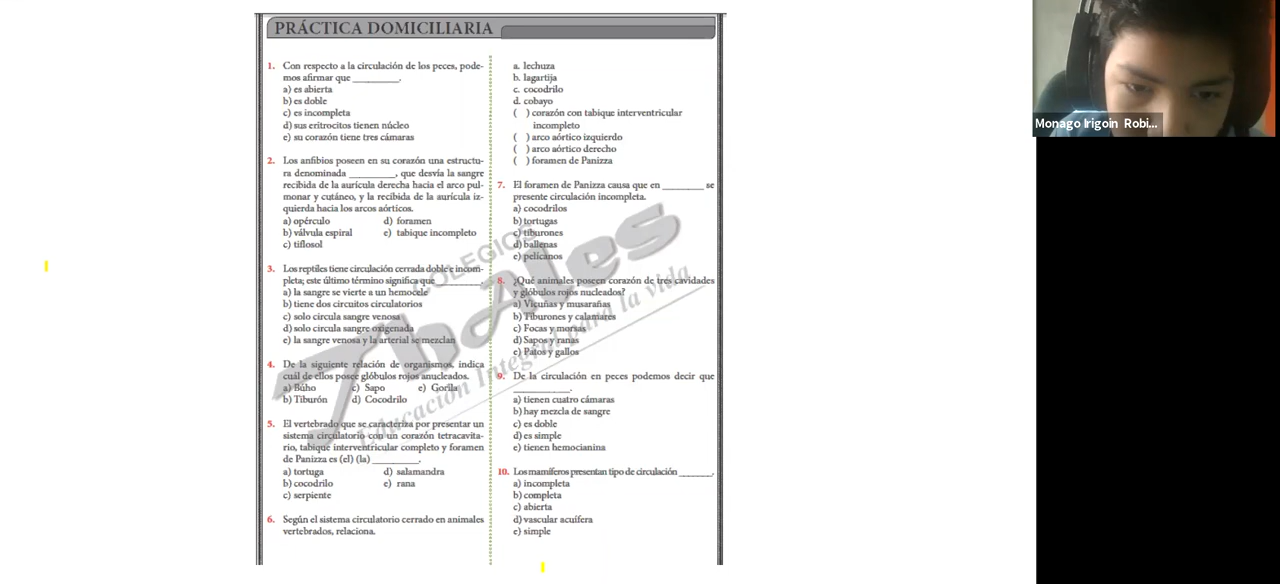 PRÁCTICA DOMICILIARIA
1. Con respecto a la circulación de los peces, pode-
mos afirmar que ________.
a) es abierta
b) es doble
c) es incompleta
d) sus eritrocitos tienen núcleo
e) su corazón tiene tres cámaras
2. Los anfibios poseen en su corazón una estructu-
ra denominada ________, que desvía la sangre
recibida de la aurícula derecha hacia el arco pul-
monar y cutáneo, y la recibida de la aurícula iz-
quierda hacia los arcos aórticos.
a) opérculo d) foramen
b) válvula espiral e) tabique incompleto
c) tiflosol
3. Los reptiles tiene circulación cerrada doble e incom-
pleta; este último término significa que ________.
a) la sangre se vierte a un hemocele
b) tiene dos circuitos circulatorios
c) solo circula sangre venosa
d) solo circula sangre oxigenada
e) la sangre venosa y la arterial se mezclan
4. De la siguiente relación de organismos, indica
cuál de ellos posee glóbulos rojos anucleados.
a) Búho c) Sapo e) Gorila
b) Tiburón d) Cocodrilo
5. El vertebrado que se caracteriza por presentar un
sistema circulatorio con un corazón tetracavita-
rio, tabique interventricular completo y foramen
de Panizza es (el) (la) ________.
a) tortuga d) salamandra
b) cocodrilo e) rana
c) serpiente
6. Según el sistema circulatorio cerrado en animales
vertebrados, relaciona.
a. lechuza
b. lagartija
c. cocodrilo
d. cobayo
( ) corazón con tabique interventricular
incompleto
( ) arco aórtico izquierdo
( ) arco aórtico derecho
( ) foramen de Panizza
7. El foramen de Panizza causa que en ________ se
presente circulación incompleta.
a) cocodrilos
b) tortugas
c) tiburones
d) ballenas
e) pelícanos
8. ¿Qué animales poseen corazón de tres cavidades
y glóbulos rojos nucleados?
a) Vicuñas y musarañas
b) Tiburones y calamares
c) Focas y morsas
d) Sapos y ranas
e) Patos y gallos
9. De la circulación en peces podemos decir que
________.
a) tienen cuatro cámaras
b) hay mezcla de sangre
c) es doble
d) es simple
e) tienen hemocianina
10. Los mamíferos presentan tipo de circulación ______.
a) incompleta
b) completa
c) abierta
d) vascular acuífera
e) simple
COLEGIOS
Thales
Educación Integral para la vida
Monago Irigoin Robi...